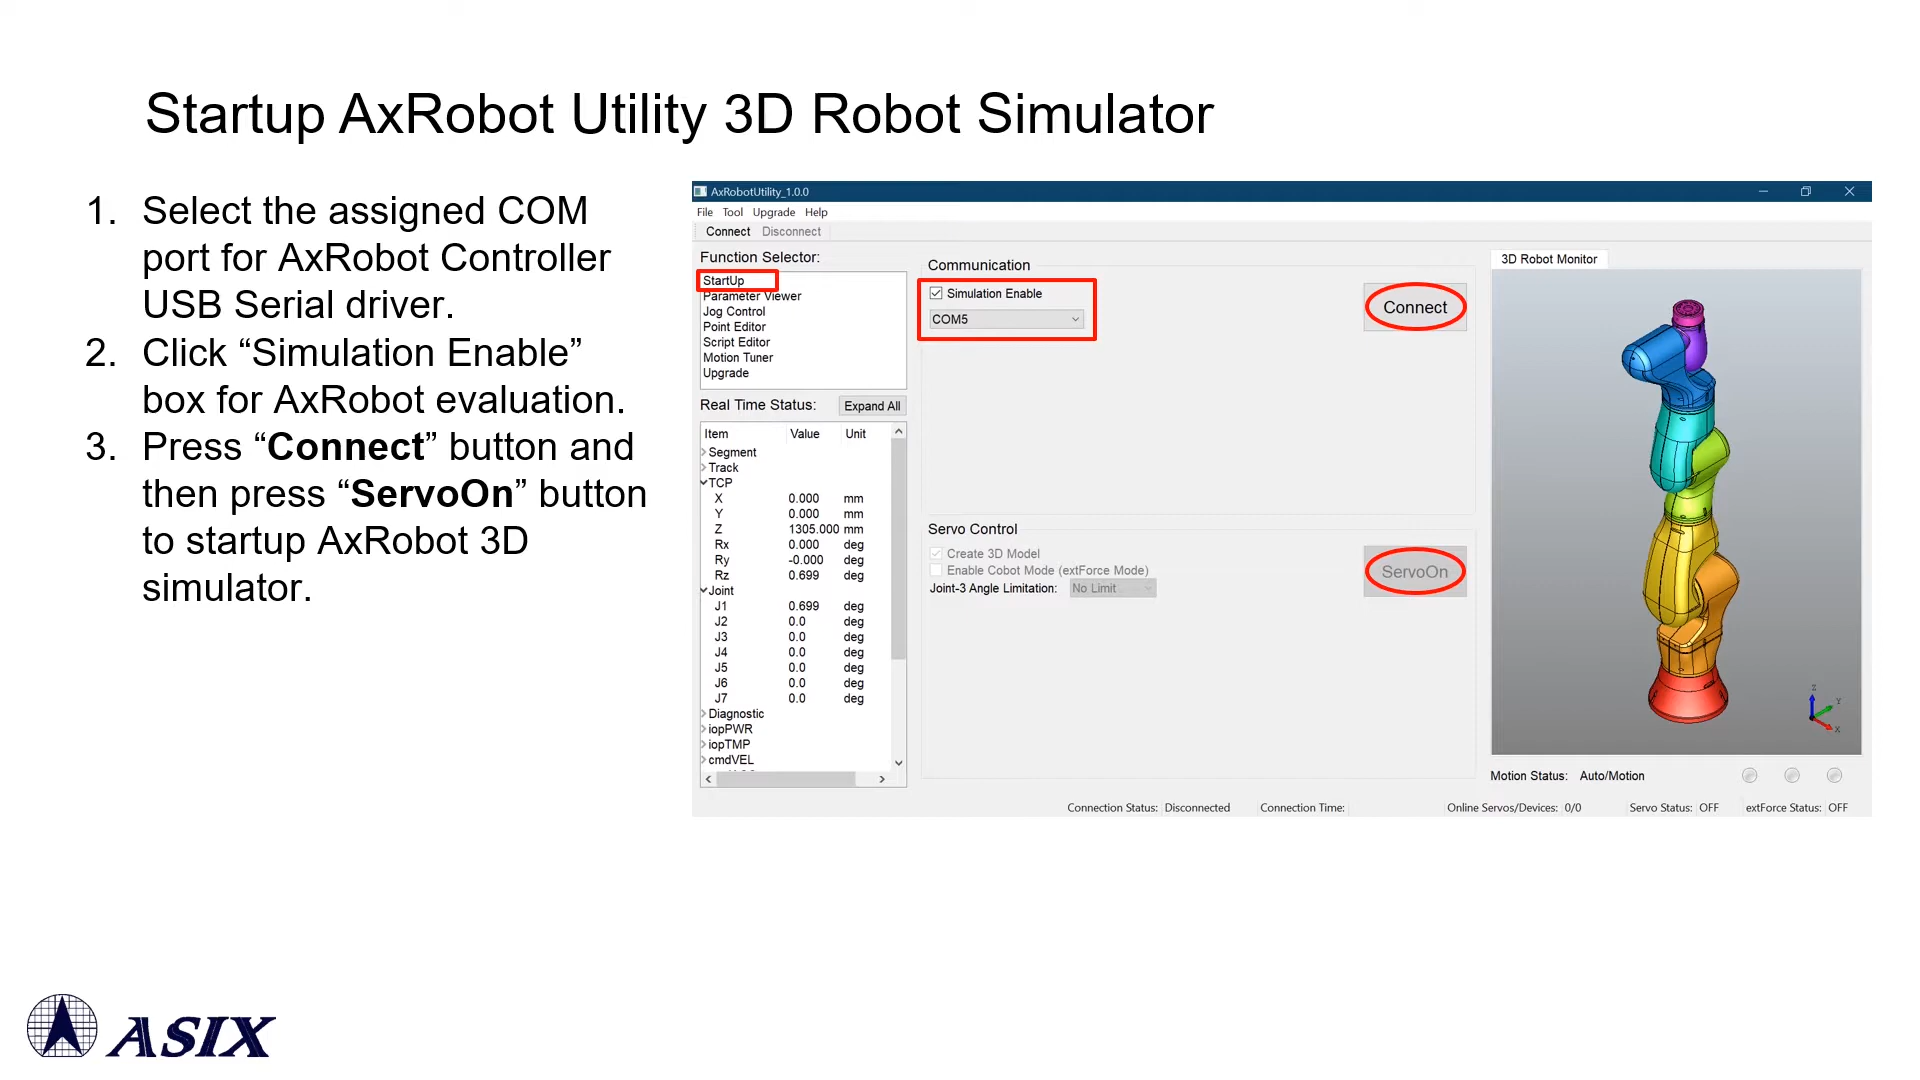 Startup AxRobot Utility 3D Robot Simulator
1. Select the assigned COM
port for AxRobot Controller
USB Serial driver.
2. Click “Simulation Enable”
box for AxRobot evaluation.
3. Press “Connect” button and
then press “ServoOn” button
to startup AxRobot 3D
simulator.
AxRobotUtility_1.0.0
File Tool Upgrade Help
Connect Disconnect
Function Selector:
StartUp
Parameter Viewer
Jog Control
Point Editor
Script Editor
Motion Tuner
Upgrade
Real Time Status: Expand All
Item Value Unit
Segment
Track
TCP
X 0.000 mm
Y 0.000 mm
Z 1305.000 mm
Rx 0.000 deg
Ry -0.000 deg
Rz 0.699 deg
Joint
J1 0.699 deg
J2 0.0 deg
J3 0.0 deg
J4 0.0 deg
J5 0.0 deg
J6 0.0 deg
J7 0.0 deg
Diagnostic
iopPWR
iopTMP
cmdVEL
Communication
Simulation Enable
COM5
Connect
Servo Control
Create 3D Model
Enable Cobot Mode (extForce Mode)
Joint-3 Angle Limitation: No Limit
ServoOn
3D Robot Monitor
Z
Y
X
Motion Status: Auto/Motion
Connection Status: Disconnected Connection Time: Online Servos/Devices: 0/0 Servo Status: OFF extForce Status: OFF
ASIX